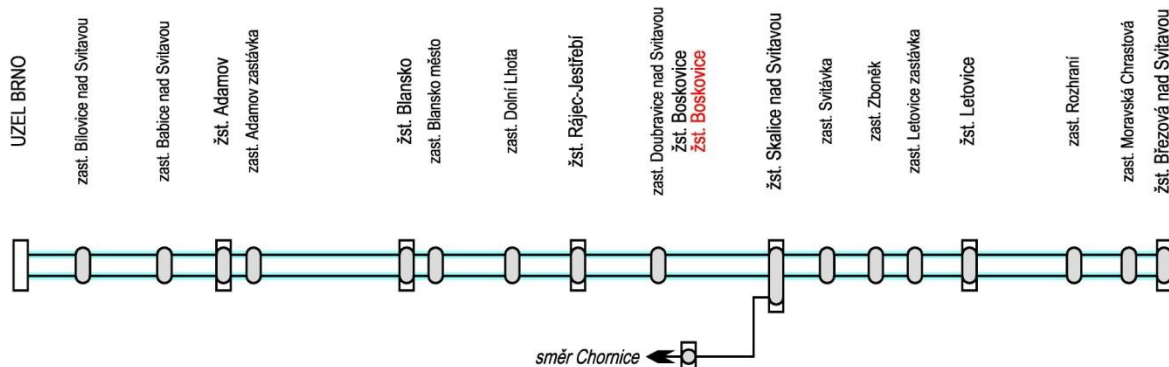 UZEL BRNO
zast. Bílovice nad Svitavou
zast. Babice nad Svitavou
žst. Adamov
zast. Adamov zastávka
žst. Blansko
zast. Blansko město
zast. Dolní Lhota
žst. Rájec-Jestřebí
zast. Doubravice nad Svitavou
žst. Boskovice
žst. Boskovice
žst. Skalice nad Svitavou
zast. Svitávka
zast. Zboněk
zast. Letovice zastávka
žst. Letovice
zast. Rozhraní
zast. Moravská Chrastová
žst. Březová nad Svitavou
směr Chornice